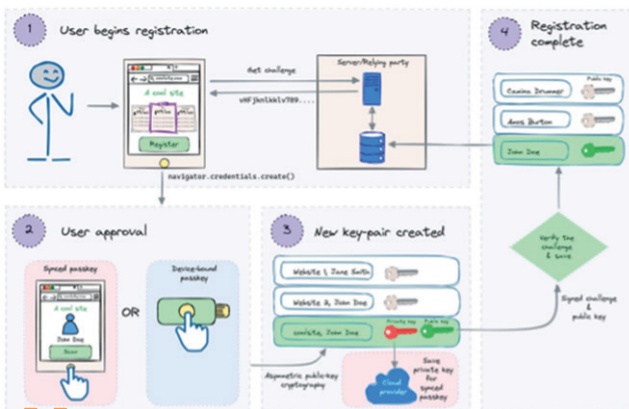 1
User begins registration
A cool site
Register
Get challenge
Server/Relying party
navigator.credentials.create()
2
User approval
Synced passkey
A cool site
John Doe
OR
Device-bound
passkey
3
New key-pair created
Website 1, Jane Smith
Website 2, John Doe
coolsite, John Doe
Private key
Public key
Asymmetric public-key
cryptography
Cloud
provider
Save
private key
for
synced
passkey
4
Registration
complete
Public key
Amos Burton
John Doe
Verify the
challenge
& save
Signed challenge
&
public key